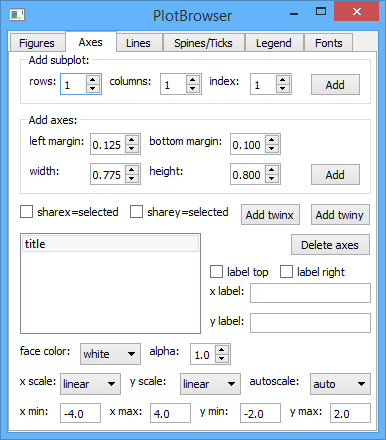 PlotBrowser
Figures Axes Lines Spines/Ticks Legend Fonts
Add subplot:
rows: 1 columns: 1 index: 1 Add
Add axes:
left margin: 0.125 bottom margin: 0.100
width: 0.775 height: 0.800 Add
sharex=selected sharey=selected Add twinx Add twiny
title Delete axes
label top label right
x label:
y label:
face color: white alpha: 1.0
x scale: linear y scale: linear autoscale: auto
x min: -4.0 x max: 4.0 y min: -2.0 y max: 2.0